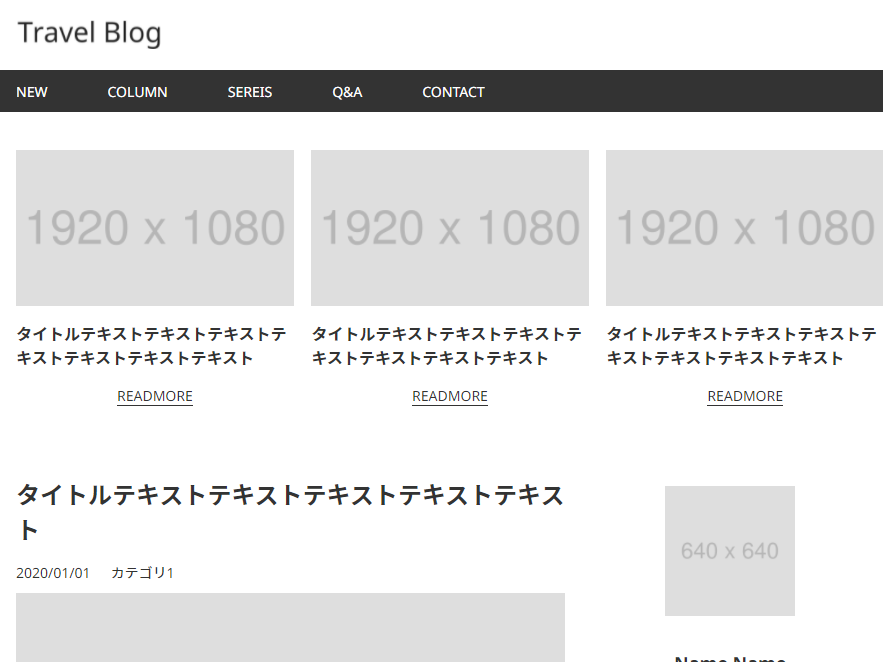 Travel Blog
NEW
COLUMN
SEREIS
Q&A
CONTACT
1920 x 1080
1920 x 1080
1920 x 1080
タイトルテキストテキストテキストテ
キストテキストテキストテキスト
READMORE
タイトルテキストテキストテキストテ
キストテキストテキストテキスト
READMORE
タイトルテキストテキストテキストテ
キストテキストテキストテキスト
READMORE
タイトルテキストテキストテキストテキストテキス
ト
2020/01/01 カテゴリ1
640 x 640
Name Name